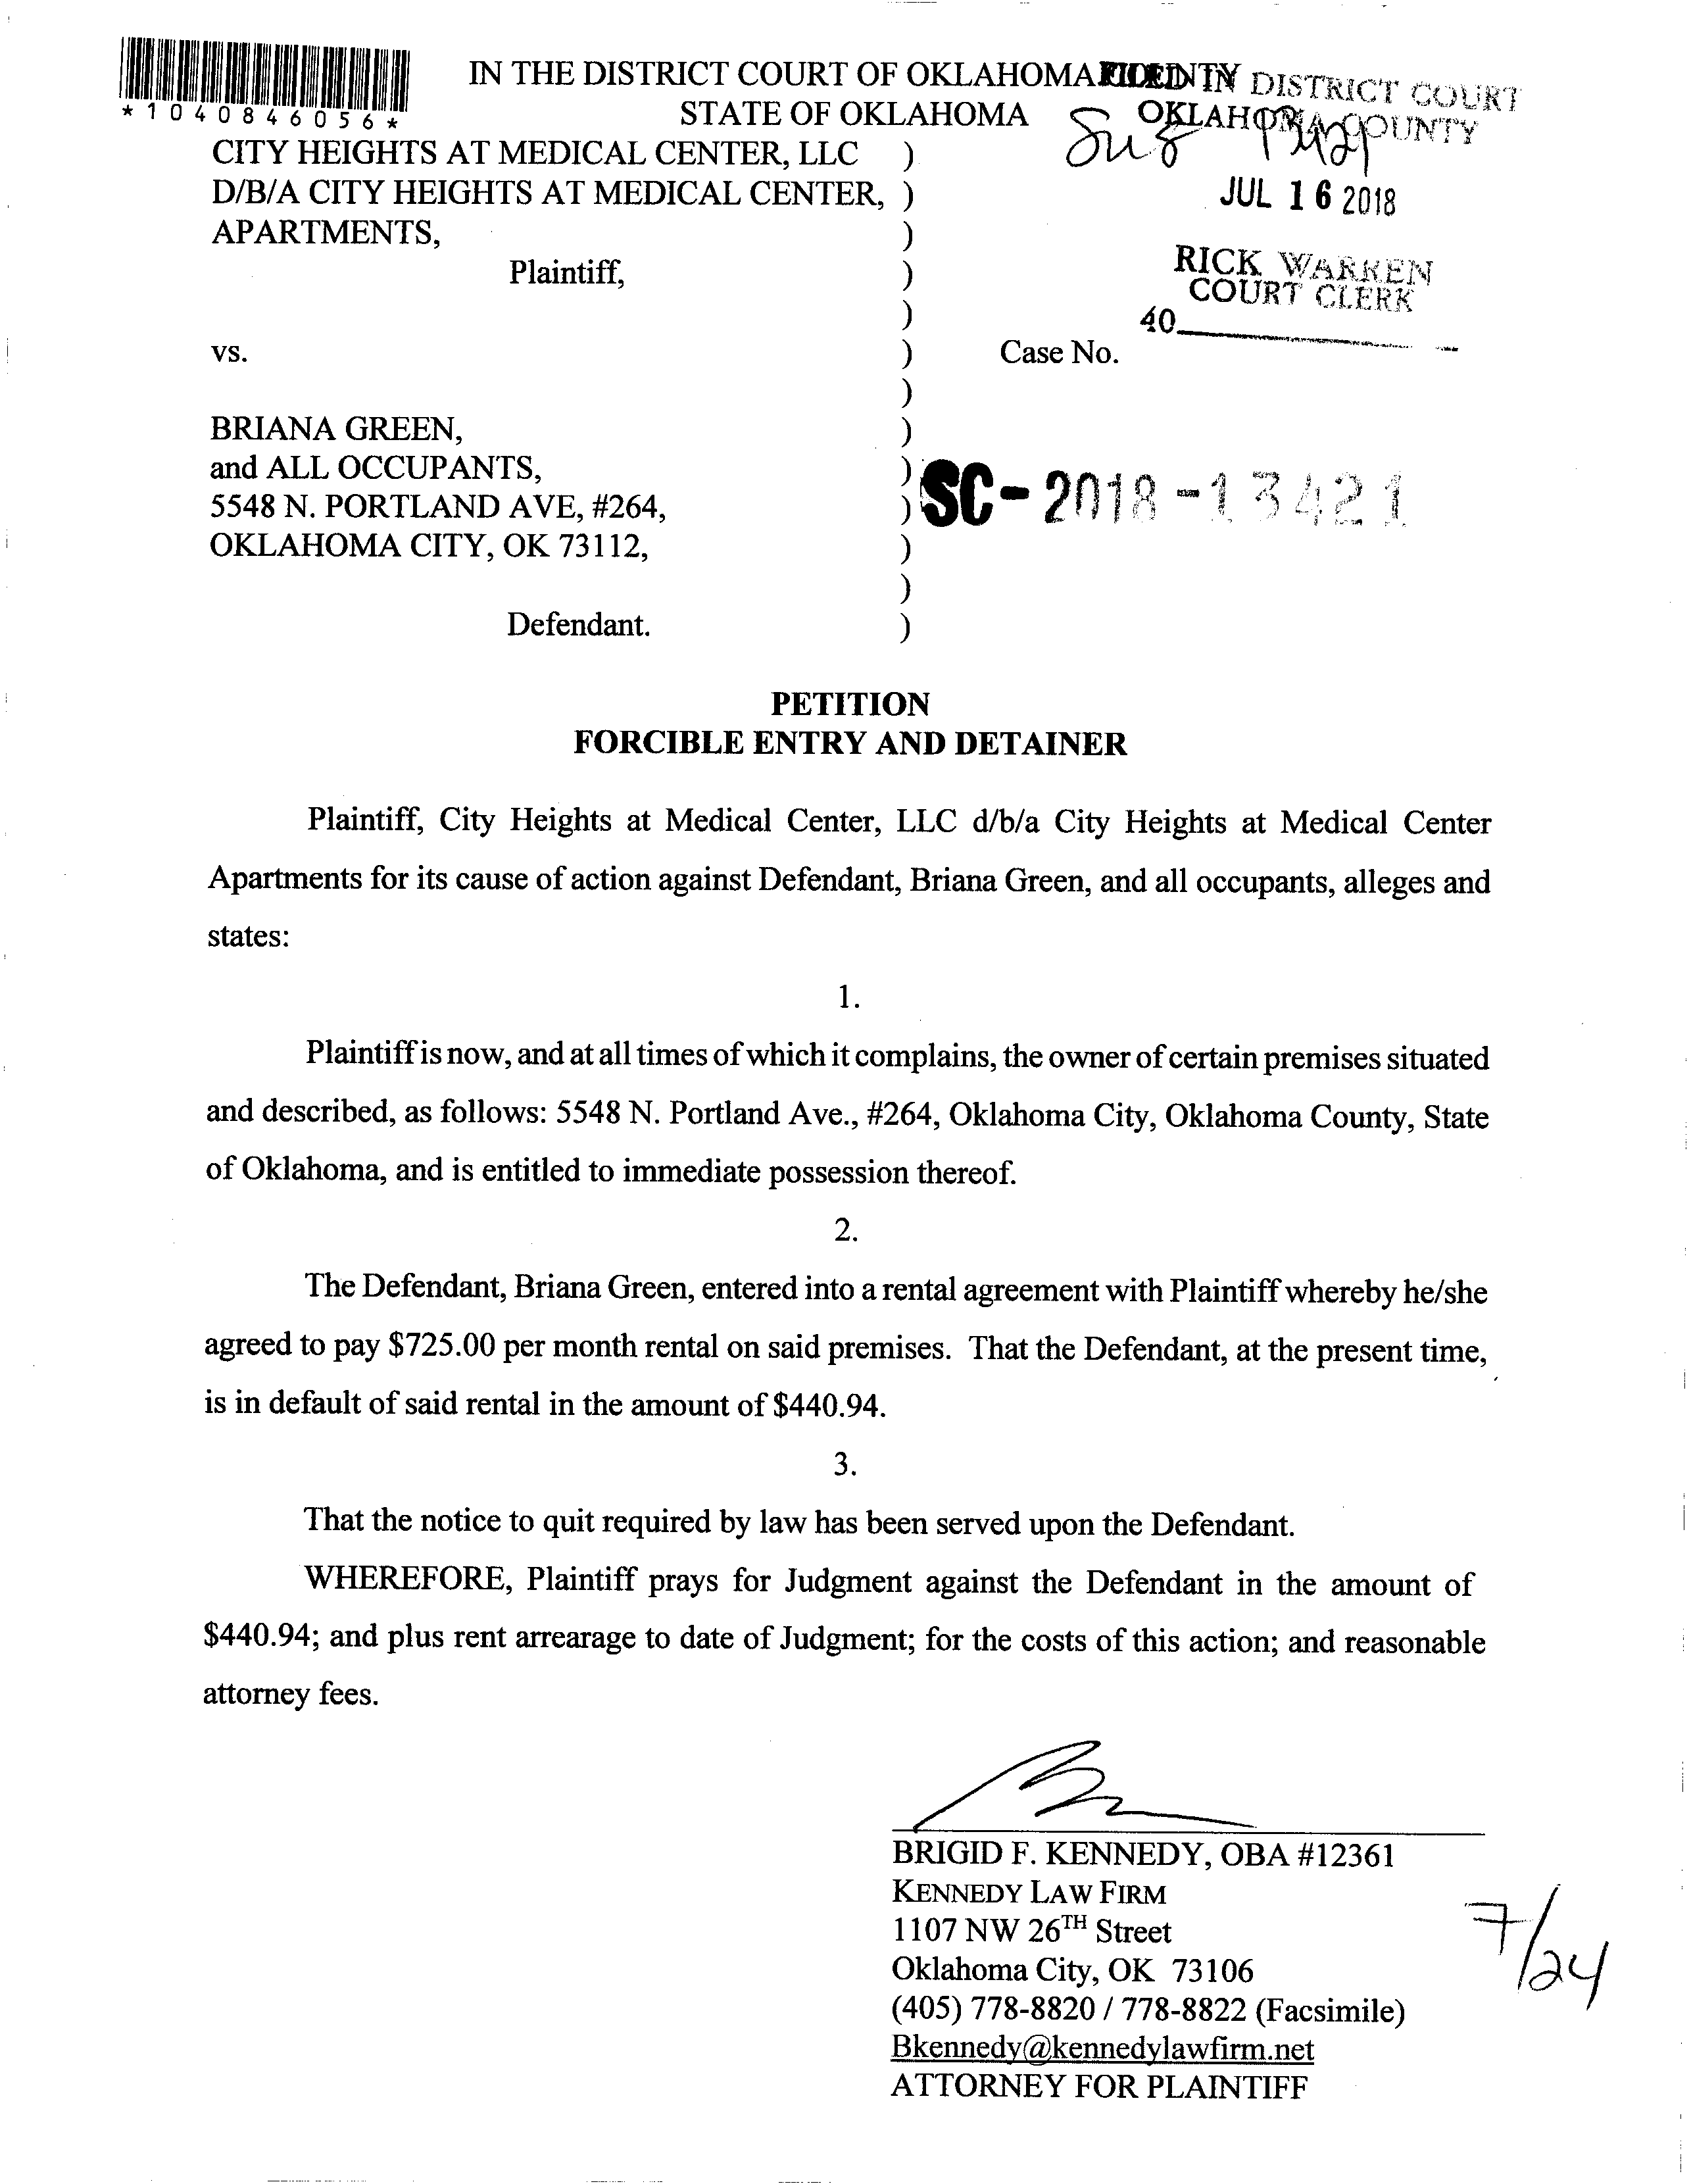 *1040846056*
IN THE DISTRICT COURT OF OKLAHOMA COUNTY
STATE OF OKLAHOMA
FILED IN DISTRICT COURT
OKLAHOMA COUNTY
JUL 16 2018
RICK WARREN
COURT CLERK
40
CITY HEIGHTS AT MEDICAL CENTER, LLC )
D/B/A CITY HEIGHTS AT MEDICAL CENTER, )
APARTMENTS, )
Plaintiff, )
)
vs. ) Case No.
)
BRIANA GREEN, )
and ALL OCCUPANTS, )
5548 N. PORTLAND AVE, #264, ) SC-2018-13421
OKLAHOMA CITY, OK 73112, )
)
Defendant. )
PETITION
FORCIBLE ENTRY AND DETAINER
Plaintiff, City Heights at Medical Center, LLC d/b/a City Heights at Medical Center
Apartments for its cause of action against Defendant, Briana Green, and all occupants, alleges and
states:
1.
Plaintiff is now, and at all times of which it complains, the owner of certain premises situated
and described, as follows: 5548 N. Portland Ave., #264, Oklahoma City, Oklahoma County, State
of Oklahoma, and is entitled to immediate possession thereof.
2.
The Defendant, Briana Green, entered into a rental agreement with Plaintiff whereby he/she
agreed to pay $725.00 per month rental on said premises. That the Defendant, at the present time,
is in default of said rental in the amount of $440.94.
3.
That the notice to quit required by law has been served upon the Defendant.
WHEREFORE, Plaintiff prays for Judgment against the Defendant in the amount of
$440.94; and plus rent arrearage to date of Judgment; for the costs of this action; and reasonable
attorney fees.
BRIGID F. KENNEDY, OBA #12361
KENNEDY LAW FIRM
1107 NW 26TH Street
Oklahoma City, OK 73106
(405) 778-8820 / 778-8822 (Facsimile)
Bkennedy@kennedylawfirm.net
ATTORNEY FOR PLAINTIFF
7/24